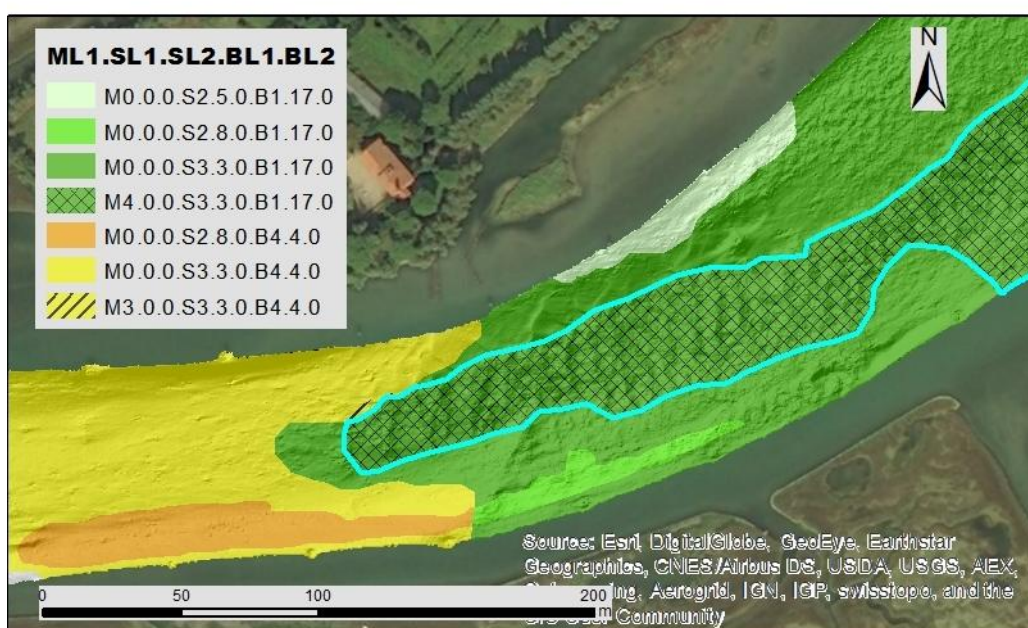 ML1.SL1.SL2.BL1.BL2
M0.0.0.S2.5.0.B1.17.0
M0.0.0.S2.8.0.B1.17.0
M0.0.0.S3.3.0.B1.17.0
M4.0.0.S3.3.0.B1.17.0
M0.0.0.S2.8.0.B4.4.0
M0.0.0.S3.3.0.B4.4.0
M3.0.0.S3.3.0.B4.4.0
N
Source: Esri, DigitalGlobe, GeoEye, Earthstar
Geographics, CNES/Airbus DS, USDA, USGS, AEX,
Aerogrid, IGN, IGP, swisstopo, and the
Community
0 50 100 200
m